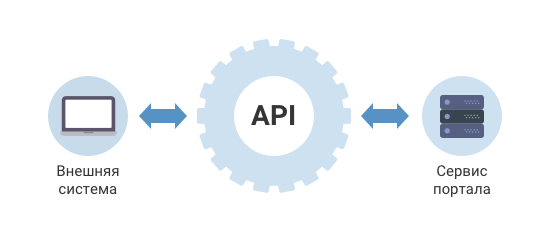 API
Внешняя
система
Сервис
портала